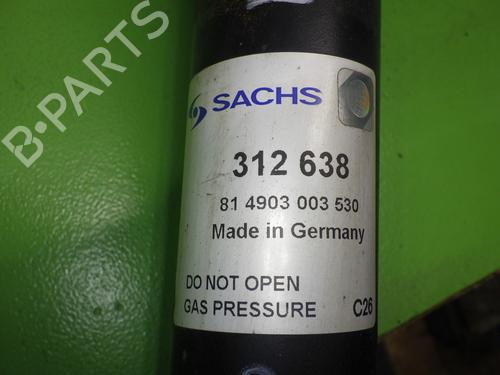 B-PARTS
SACHS
312 638
81 4903 003 530
Made in Germany
DO NOT OPEN
GAS PRESSURE C26